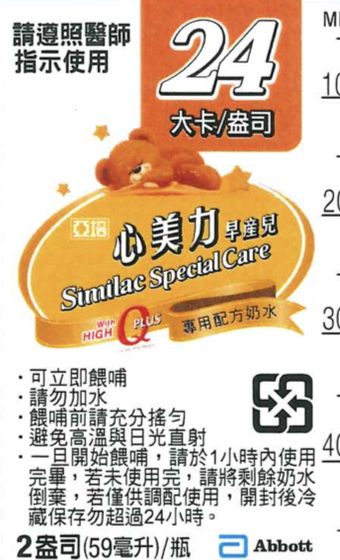 請遵照醫師
指示使用
24
大卡/盎司
亞培
心美力早產兒
Similac Special Care
With
HIGH Q PLUS
專用配方奶水
·可立即餵哺
·請勿加水
·餵哺前請充分搖勻
·避免高溫與日光直射
·一旦開始餵哺，請於1小時內使用
完畢，若未使用完，請將剩餘奶水
倒棄，若僅供調配使用，開封後冷
藏保存勿超過24小時。
2盎司(59毫升)/瓶
Abbott